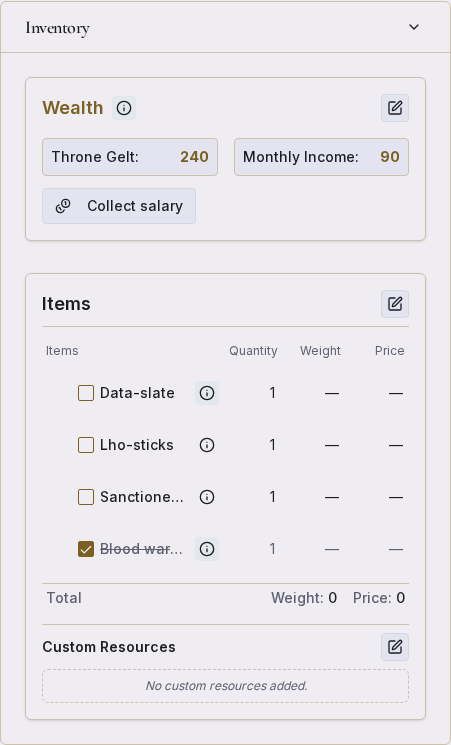 Inventory
Wealth
Throne Gelt: 240 Monthly Income: 90
Collect salary
Items
Items Quantity Weight Price
Data-slate 1 — —
Lho-sticks 1 — —
Sanctione... 1 — —
Blood war... 1 — —
Total Weight: 0 Price: 0
Custom Resources
No custom resources added.